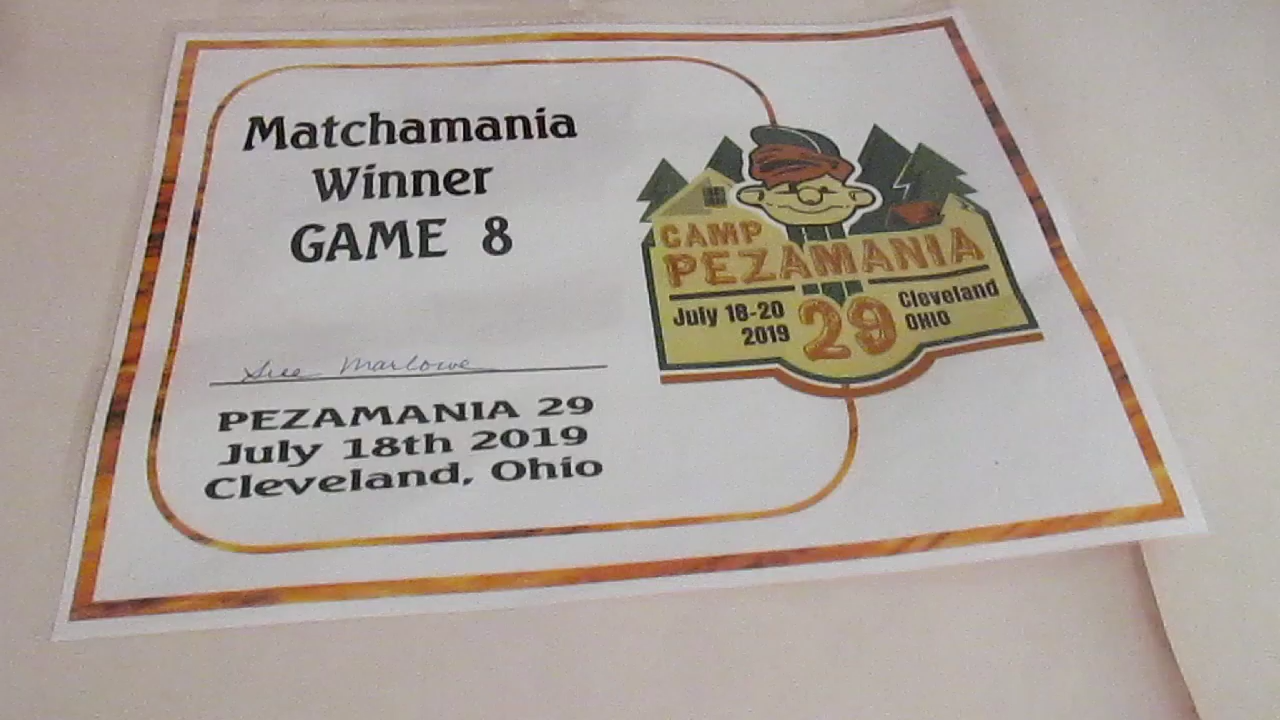 Matchamania
Winner
GAME 8
Sue Marlowe
PEZAMANIA 29
July 18th 2019
Cleveland, Ohio
CAMP
PEZAMANIA
July 18-20
2019
29
Cleveland
OHIO